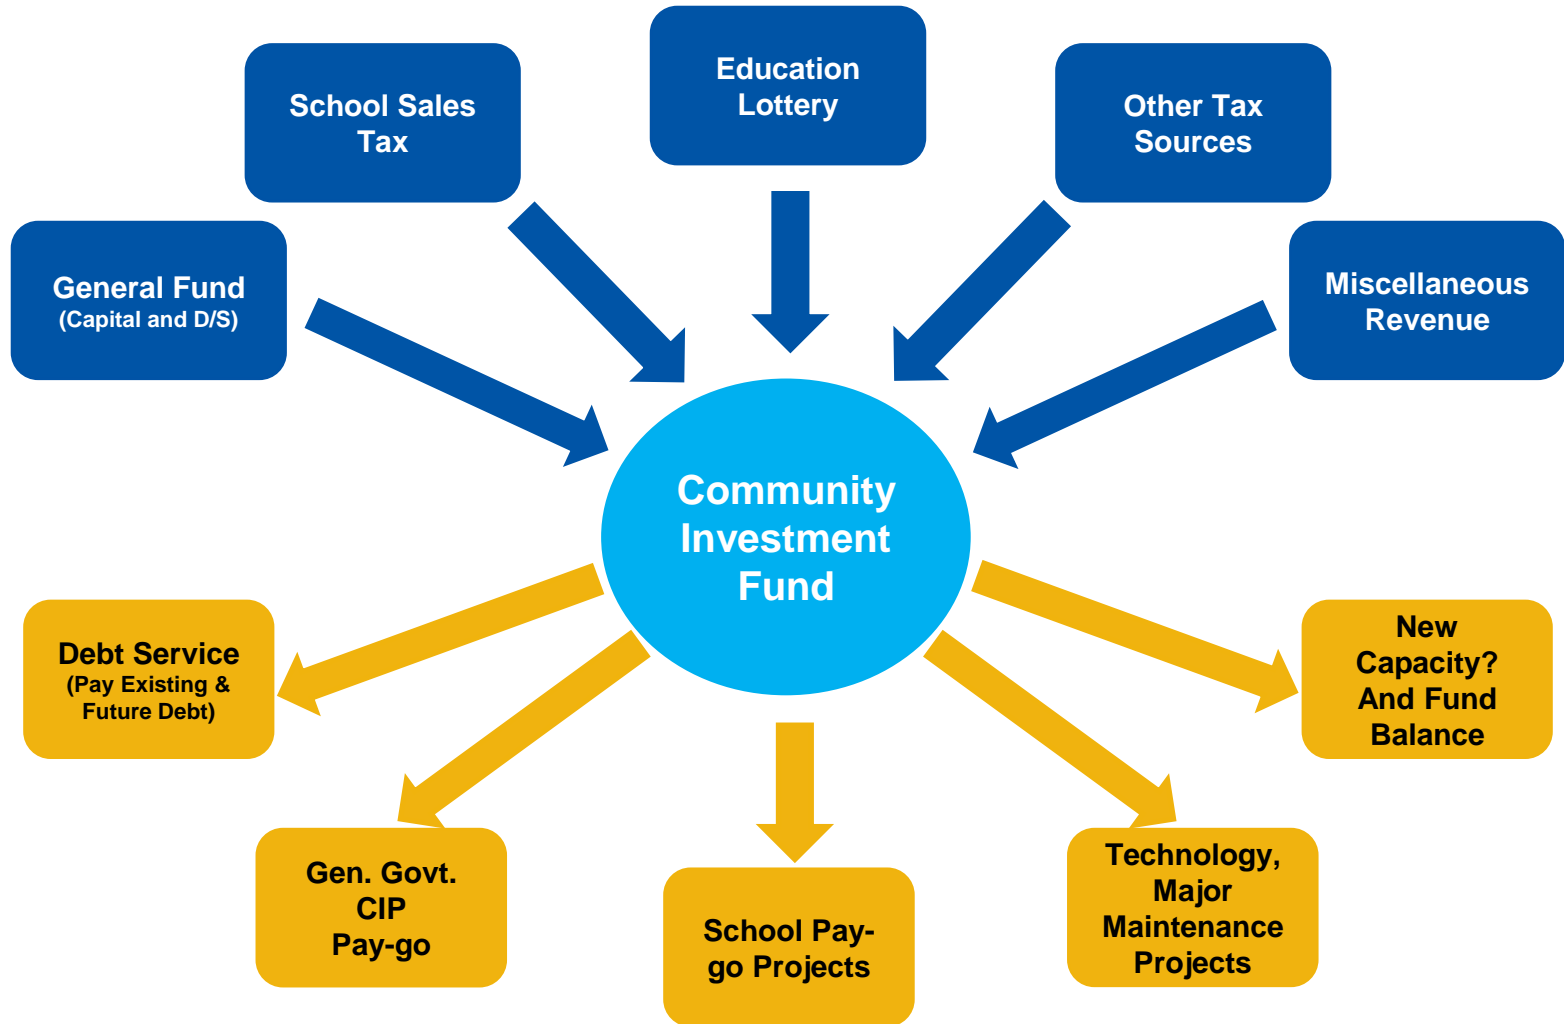 Education
Lottery
School Sales
Tax
Other Tax
Sources
General Fund
(Capital and D/S)
Miscellaneous
Revenue
Community
Investment
Fund
Debt Service
(Pay Existing &
Future Debt)
New
Capacity?
And Fund
Balance
Gen. Govt.
CIP
Pay-go
School Pay-
go Projects
Technology,
Major
Maintenance
Projects